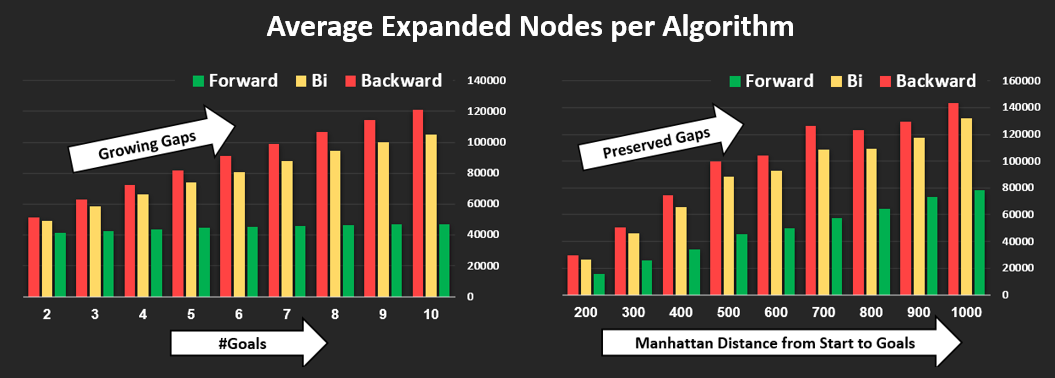 Average Expanded Nodes per Algorithm
Forward Bi Backward
140000
120000
100000
80000
60000
40000
20000
0
Growing Gaps
2 3 4 5 6 7 8 9 10
#Goals
Forward Bi Backward
160000
140000
120000
100000
80000
60000
40000
20000
0
Preserved Gaps
200 300 400 500 600 700 800 900 1000
Manhattan Distance from Start to Goals